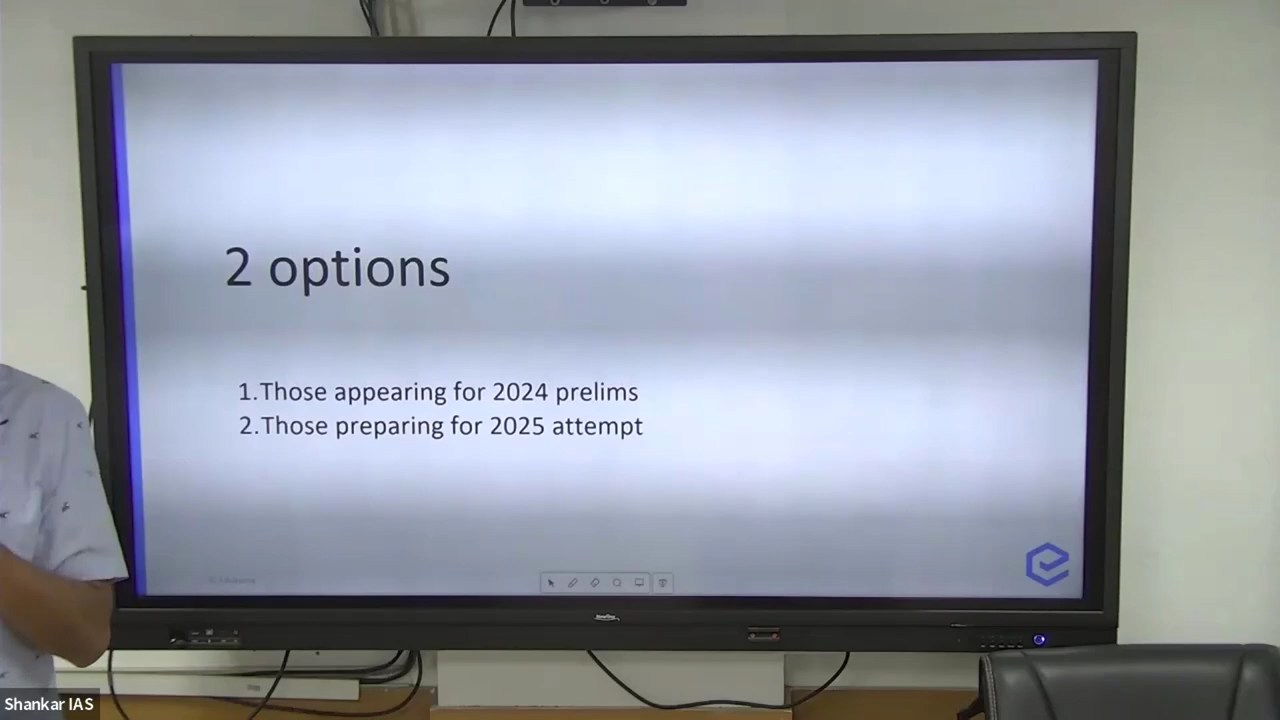 2 options
1.Those appearing for 2024 prelims
2.Those preparing for 2025 attempt
Shankar IAS